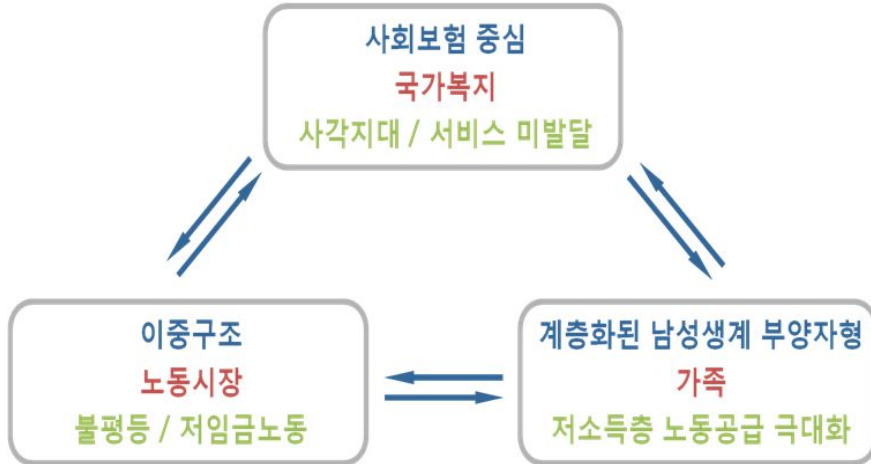 사회보험 중심
국가복지
사각지대 / 서비스 미발달
이중구조
노동시장
불평등 / 저임금노동
계층화된 남성생계 부양자형
가족
저소득층 노동공급 극대화